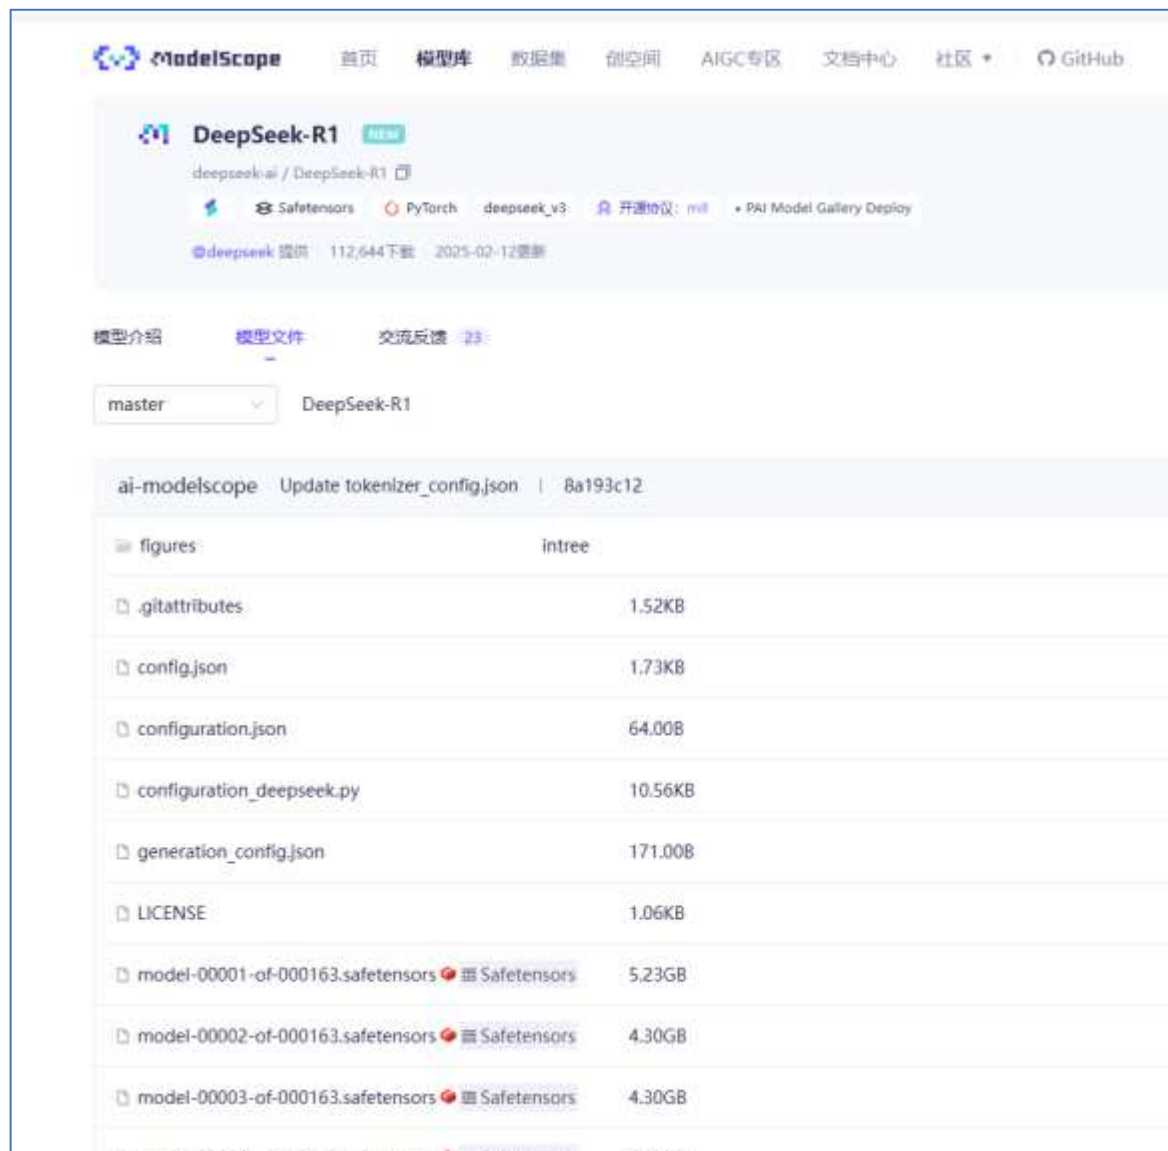 ModelScope 首页 模型库 数据集 创空间 AIGC专区 文档中心 社区 GitHub
DeepSeek-R1 NEW
deepseek-ai / DeepSeek-R1
Safetensors PyTorch deepseek_v3 开源协议: mit • PAI Model Gallery Deploy
@deepseek 提供 112,644下载 2025-02-12更新
模型介绍 模型文件 交流反馈 23
master DeepSeek-R1
ai-modelscope Update tokenizer_config.json | 8a193c12
figures intree
.gitattributes 1.52KB
config.json 1.73KB
configuration.json 64.00B
configuration_deepseek.py 10.56KB
generation_config.json 171.00B
LICENSE 1.06KB
model-00001-of-000163.safetensors Safetensors 5.23GB
model-00002-of-000163.safetensors Safetensors 4.30GB
model-00003-of-000163.safetensors Safetensors 4.30GB